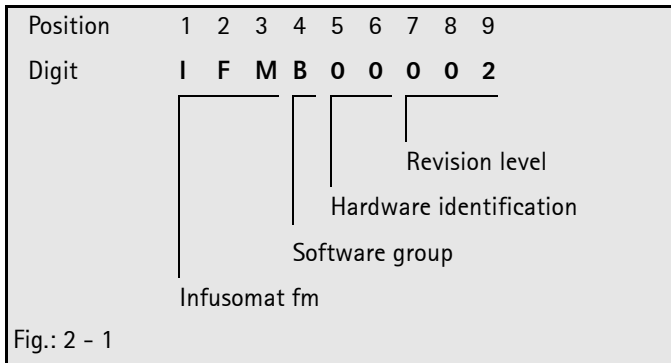 Position 1 2 3 4 5 6 7 8 9
Digit I F M B 0 0 0 0 2
Revision level
Hardware identification
Software group
Infusomat fm
Fig.: 2 - 1